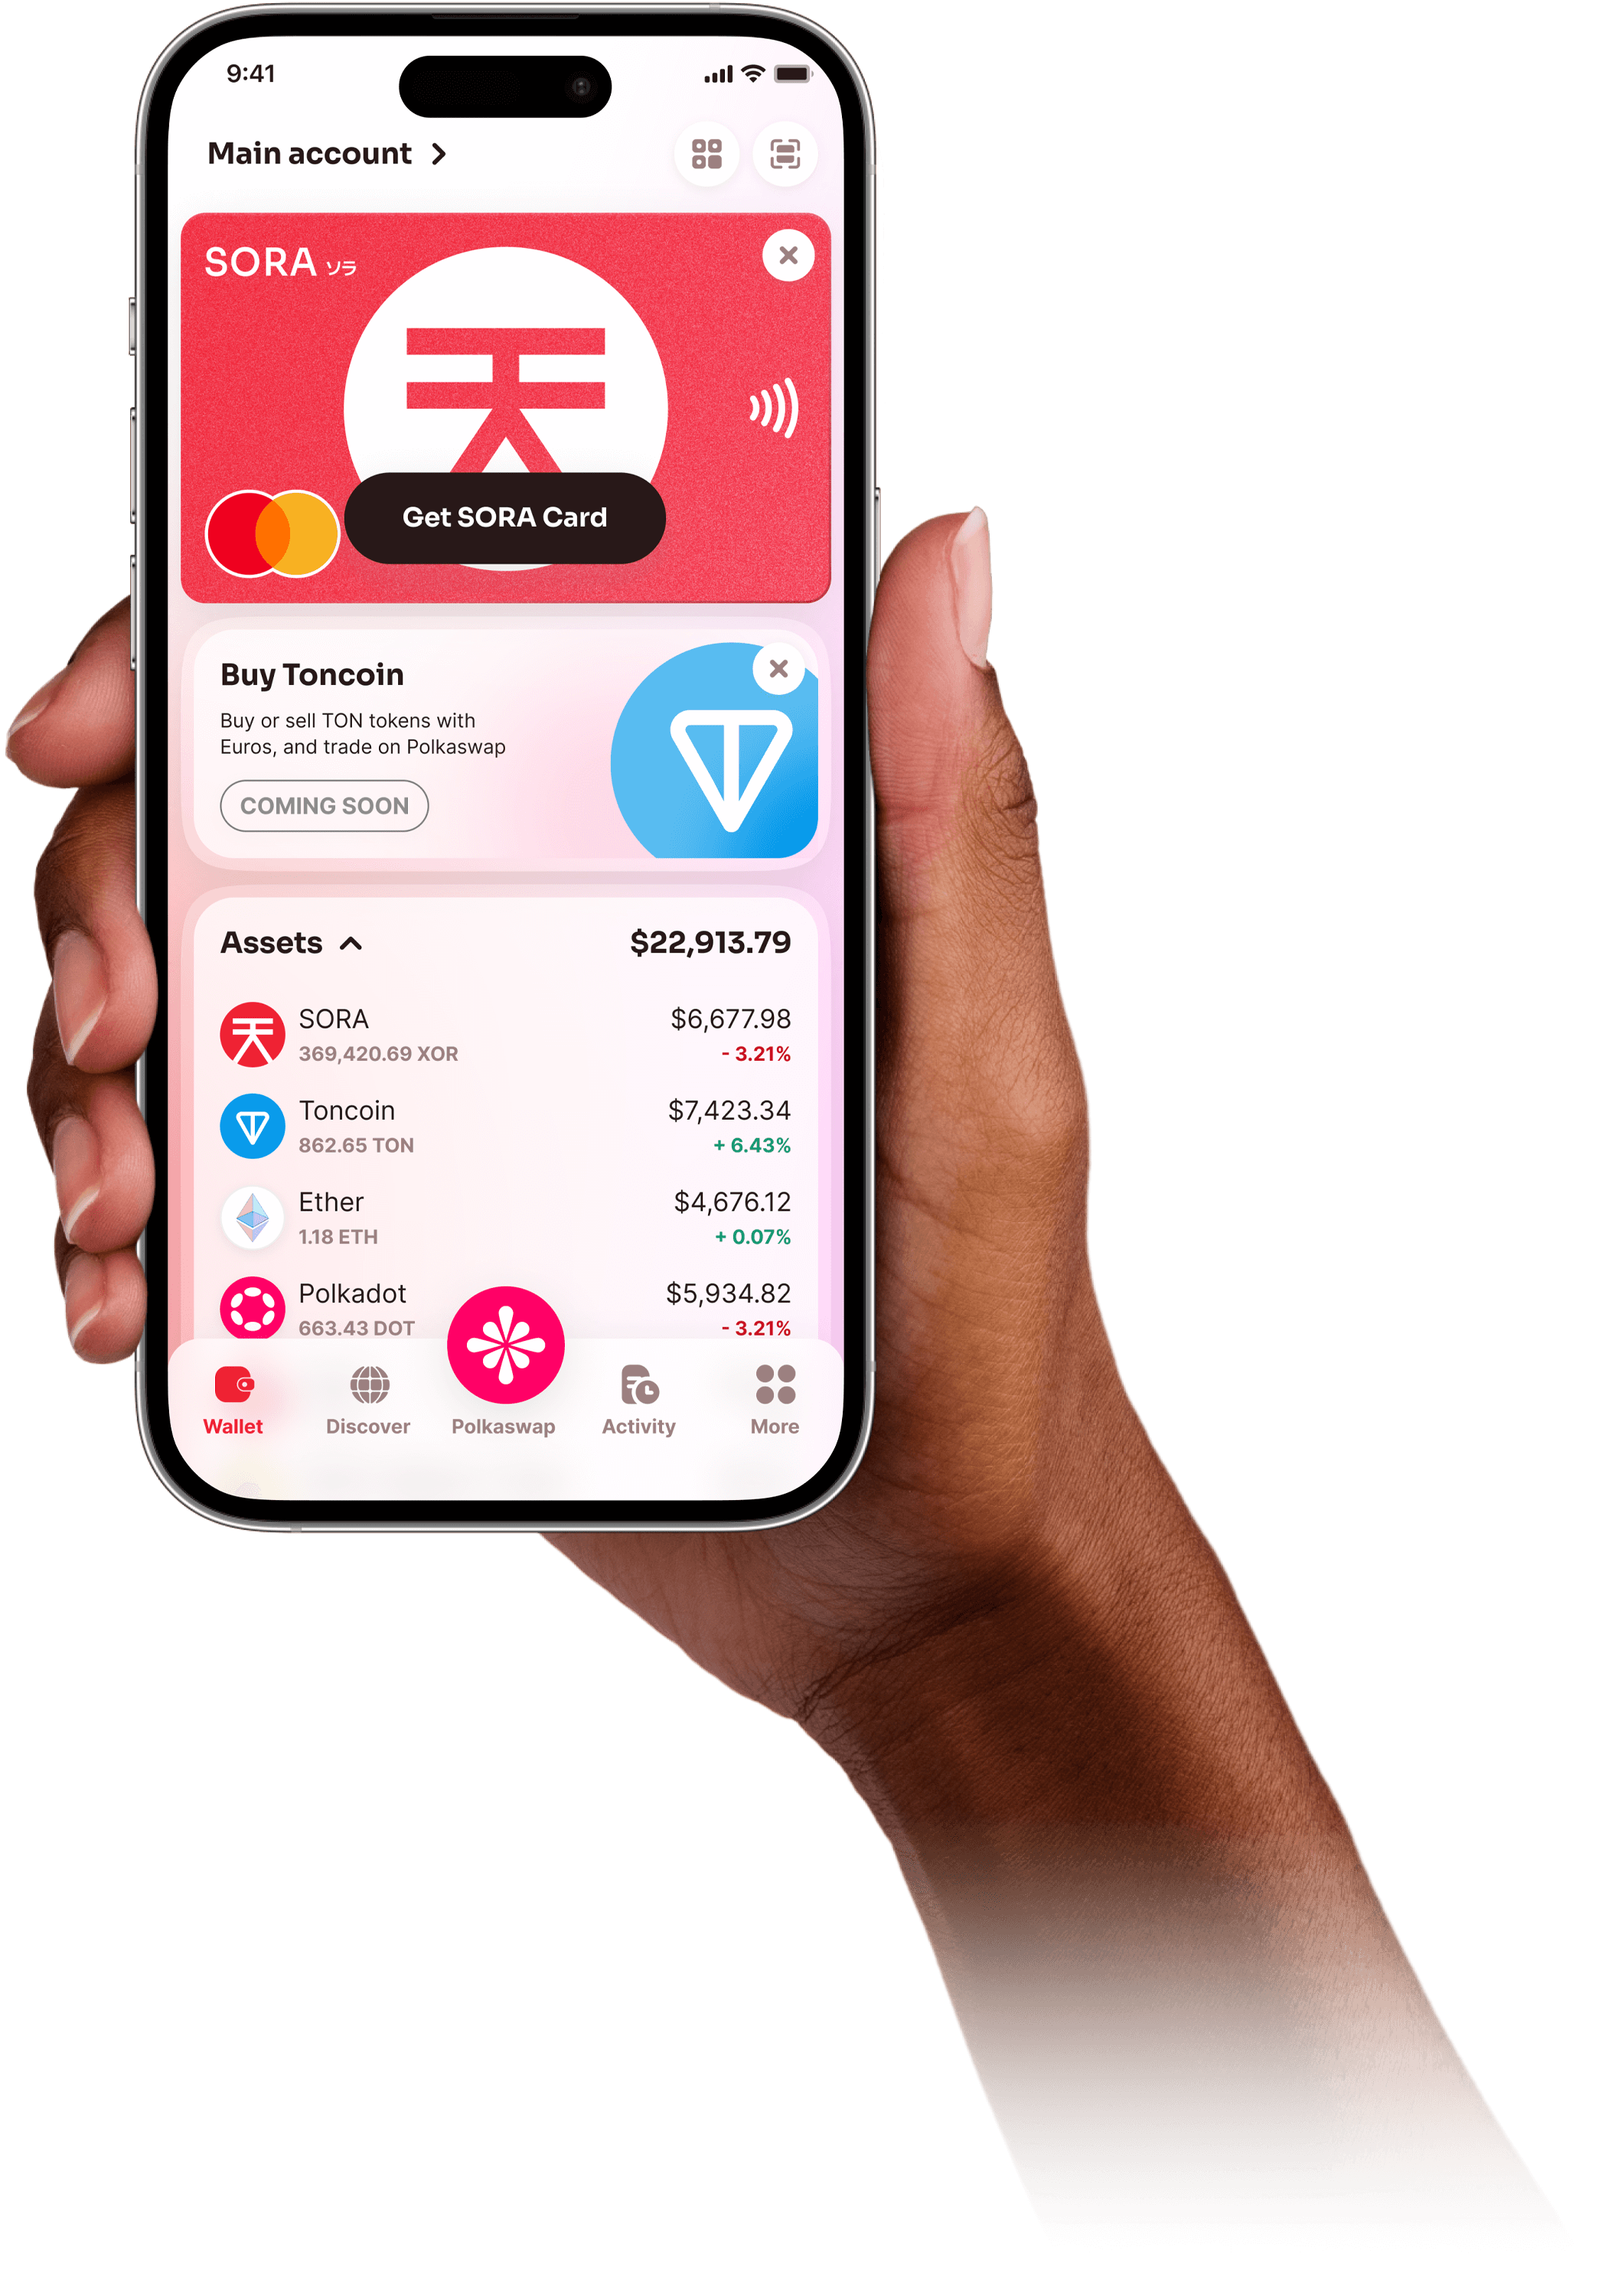 9:41
Main account
SORA ソラ
天
Get SORA Card
Buy Toncoin
Buy or sell TON tokens with
Euros, and trade on Polkaswap
COMING SOON
Assets $22,913.79
SORA $6,677.98
369,420.69 XOR - 3.21%
Toncoin $7,423.34
862.65 TON + 6.43%
Ether $4,676.12
1.18 ETH + 0.07%
Polkadot $5,934.82
663.43 DOT - 3.21%
Wallet Discover Polkaswap Activity More